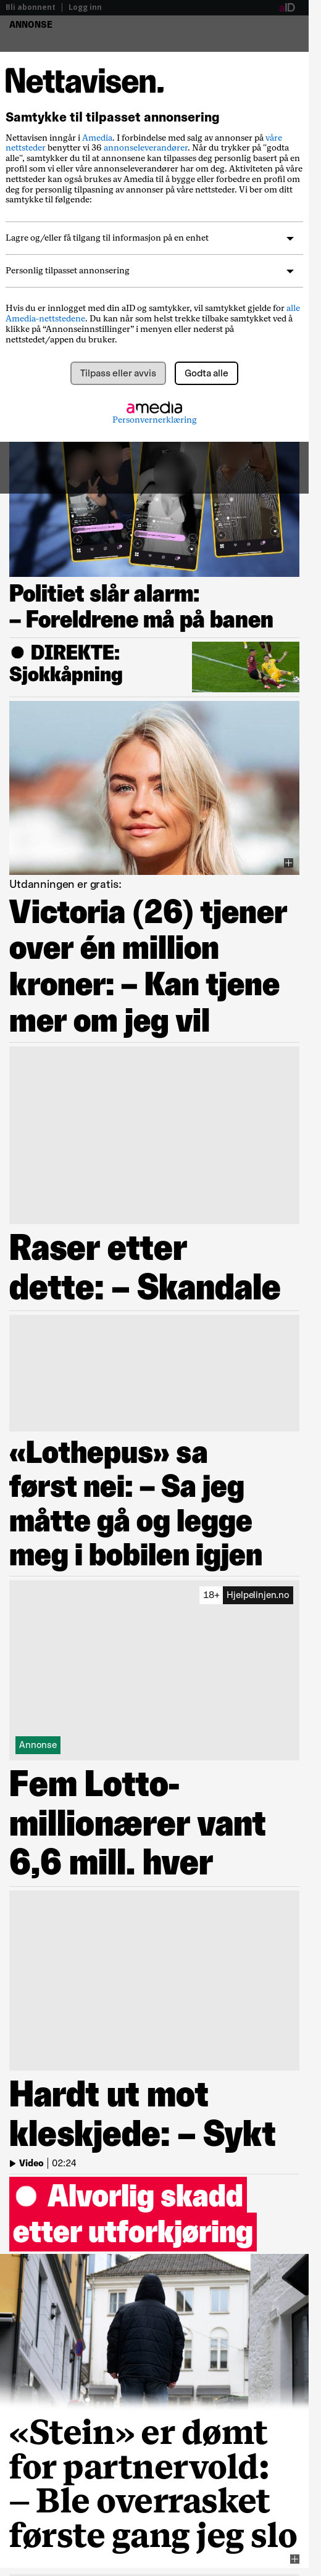 Bli abonnent | Logg inn
aID
ANNONSE
Nettavisen.
Samtykke til tilpasset annonsering
Nettavisen inngår i Amedia. I forbindelse med salg av annonser på våre
nettsteder benytter vi 36 annonseleverandører. Når du trykker på "godta
alle", samtykker du til at annonsene kan tilpasses deg personlig basert på en
profil som vi eller våre annonseleverandører har om deg. Aktiviteten på våre
nettsteder kan også brukes av Amedia til å bygge eller forbedre en profil om
deg for personlig tilpasning av annonser på våre nettsteder. Vi ber om ditt
samtykke til følgende:
Lagre og/eller få tilgang til informasjon på en enhet
Personlig tilpasset annonsering
Hvis du er innlogget med din aID og samtykker, vil samtykket gjelde for alle
Amedia-nettstedene. Du kan når som helst trekke tilbake samtykket ved å
klikke på "Annonseinnstillinger" i menyen eller nederst på
nettstedet/appen du bruker.
Tilpass eller avvis
Godta alle
amedia
Personvernerklæring
Politiet slår alarm:
– Foreldrene må på banen
DIREKTE:
Sjokkåpning
Utdanningen er gratis:
Victoria (26) tjener
over én million
kroner: – Kan tjene
mer om jeg vil
Raser etter
dette: – Skandale
«Lothepus» sa
først nei: – Sa jeg
måtte gå og legge
meg i bobilen igjen
18+ Hjelpelinjen.no
Annonse
Fem Lotto-
millionærer vant
6,6 mill. hver
Hardt ut mot
kleskjede: – Sykt
Video | 02:24
Alvorlig skadd
etter utforkjøring
«Stein» er dømt
for partnervold:
– Ble overrasket
første gang jeg slo